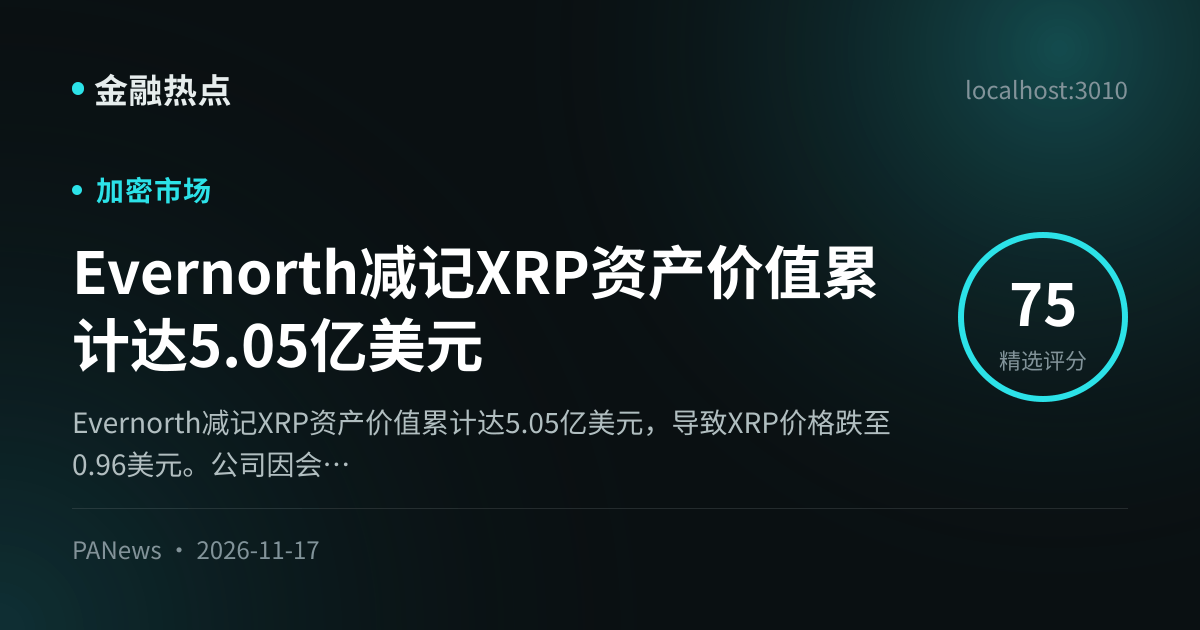 金融热点
localhost:3010
加密市场
Evernorth减记XRP资产价值累
计达5.05亿美元
75
精选评分
Evernorth减记XRP资产价值累计达5.05亿美元，导致XRP价格跌至
0.96美元。公司因会…
PANews • 2026-11-17